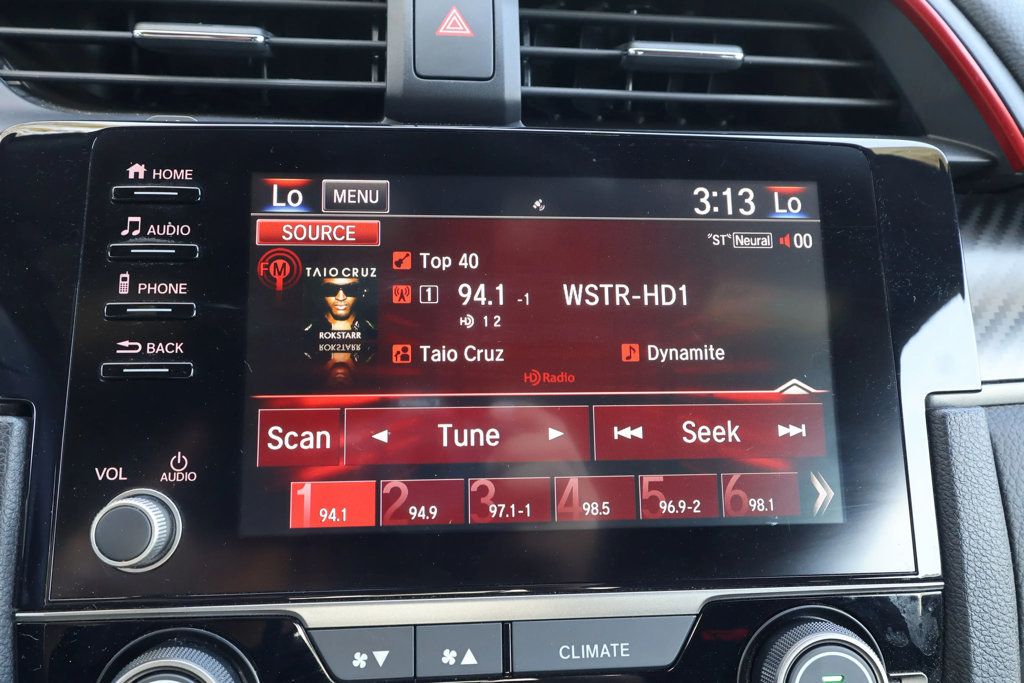 HOME
AUDIO
PHONE
BACK
VOL
AUDIO
Lo MENU 3:13 Lo
SOURCE
"ST" Neural 00
FM
TAIO CRUZ
ROKSTARR
Top 40
1 94.1 -1 WSTR-HD1
HD 1 2
Taio Cruz Dynamite
HD Radio
Scan Tune Seek
1 94.1 2 94.9 3 97.1-1 4 98.5 5 96.9-2 6 98.1
CLIMATE